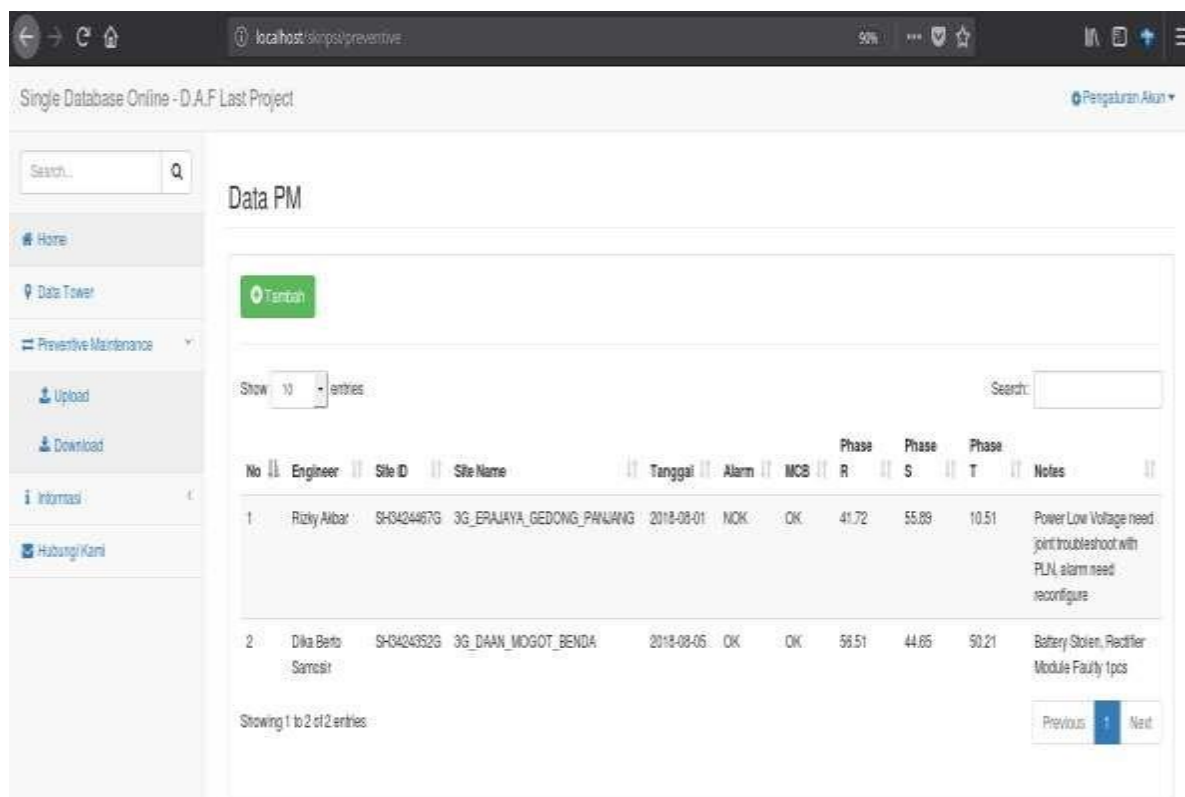 localhost/skripsi/preventive
90%
Single Database Online - D.A.F Last Project
Pengaturan Akun
Search...
Data PM
Home
Data Tower
Tambah
Preventive Maintenance
Upload
Download
Informasi
Hubungi Kami
Show 10 entries
Search:
No Engineer Site ID Site Name Tanggal Alarm MCB Phase R Phase S Phase T Notes
1 Rizky Akbar SH3424467G 3G_ERAJAYA_GEDONG_PANJANG 2018-08-01 NOK OK 41.72 55.89 10.51 Power Low Voltage need
joint troubleshoot with
PLN, alarm need
reconfigure
2 Dika Berto SH3424352G 3G_DAAN_MOGOT_BENDA 2018-08-05 OK OK 56.51 44.65 50.21 Battery Stolen, Rectifier
Samosir Module Faulty 1pcs
Showing 1 to 2 of 2 entries
Previous 1 Next